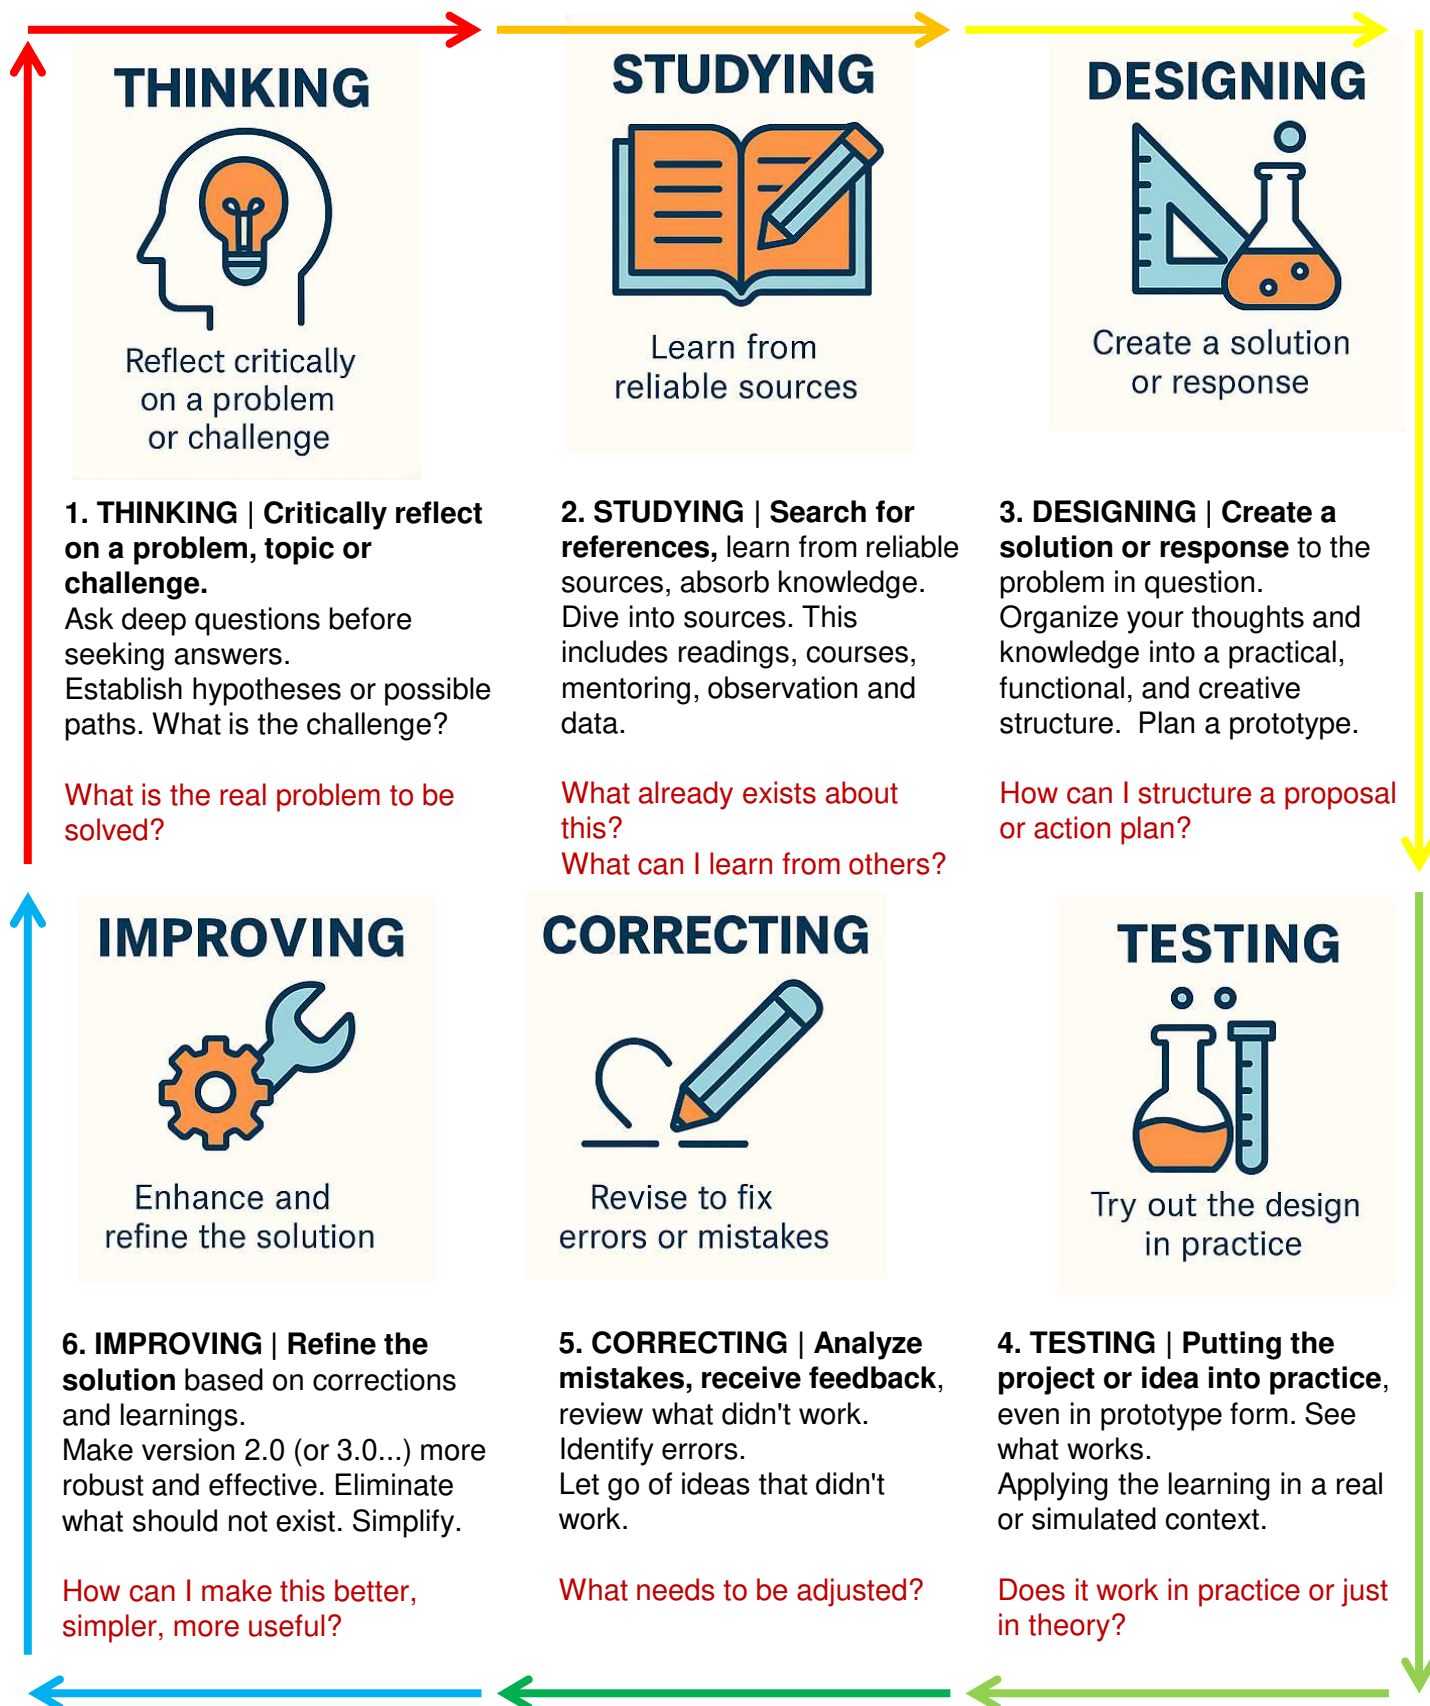 THINKING
Reflect critically
on a problem
or challenge
1. THINKING | Critically reflect
on a problem, topic or
challenge.
Ask deep questions before
seeking answers.
Establish hypotheses or possible
paths. What is the challenge?
What is the real problem to be
solved?
STUDYING
Learn from
reliable sources
2. STUDYING | Search for
references, learn from reliable
sources, absorb knowledge.
Dive into sources. This
includes readings, courses,
mentoring, observation and
data.
What already exists about
this?
What can I learn from others?
DESIGNING
Create a solution
or response
3. DESIGNING | Create a
solution or response to the
problem in question.
Organize your thoughts and
knowledge into a practical,
functional, and creative
structure.  Plan a prototype.
How can I structure a proposal
or action plan?
TESTING
Try out the design
in practice
4. TESTING | Putting the
project or idea into practice,
even in prototype form. See
what works.
Applying the learning in a real
or simulated context.
Does it work in practice or just
in theory?
CORRECTING
Revise to fix
errors or mistakes
5. CORRECTING | Analyze
mistakes, receive feedback,
review what didn't work.
Identify errors.
Let go of ideas that didn't
work.
What needs to be adjusted?
IMPROVING
Enhance and
refine the solution
6. IMPROVING | Refine the
solution based on corrections
and learnings.
Make version 2.0 (or 3.0...) more
robust and effective. Eliminate
what should not exist. Simplify.
How can I make this better,
simpler, more useful?